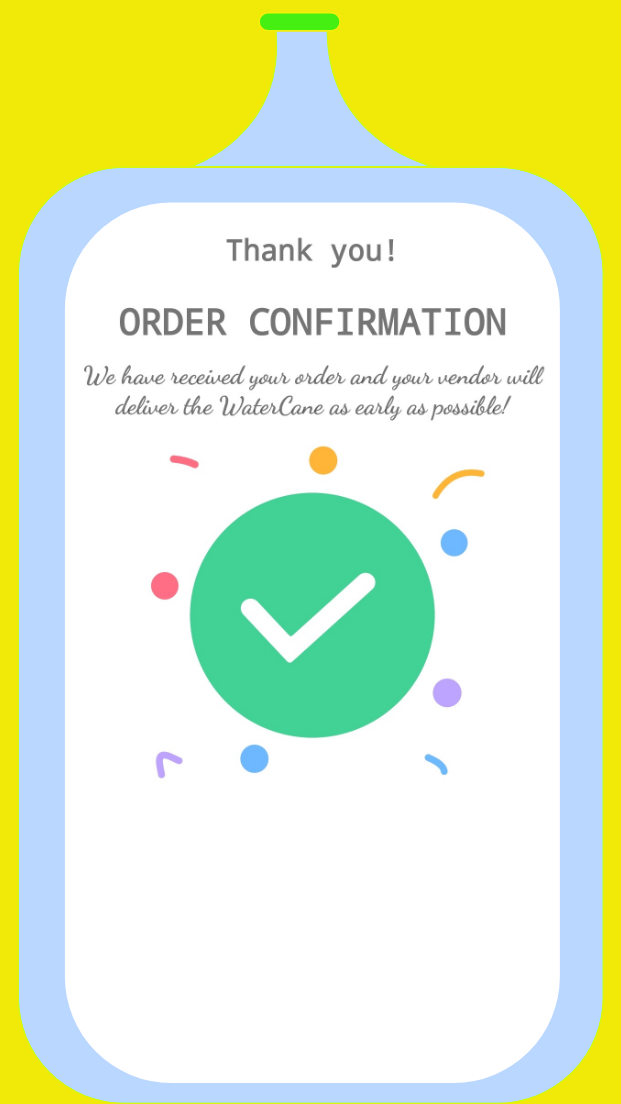 Thank you!
ORDER CONFIRMATION
We have received your order and your vendor will
deliver the WaterCane as early as possible!